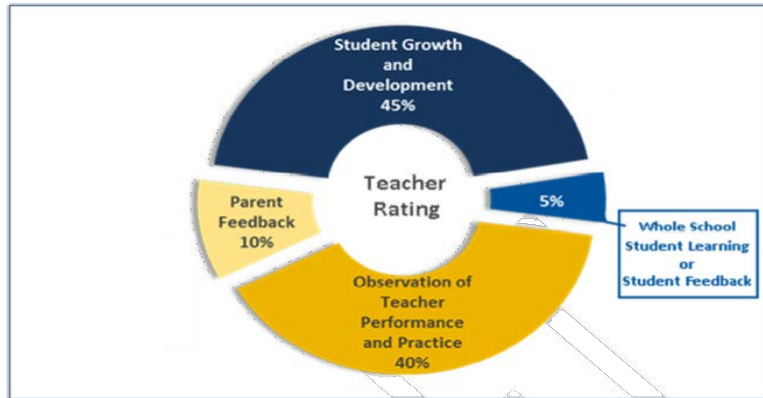 Student Growth
and
Development
45%
Teacher
Rating
5%
Whole School
Student Learning
or
Student Feedback
Parent
Feedback
10%
Observation of
Teacher
Performance
and Practice
40%